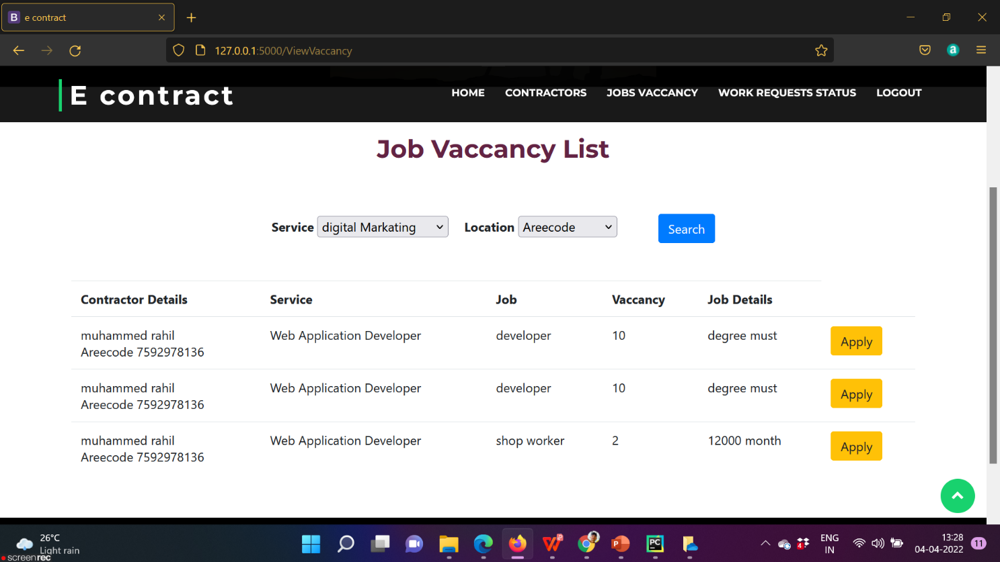 B e contract
127.0.0.1:5000/ViewVaccancy
a
E contract
HOME CONTRACTORS JOBS VACCANCY WORK REQUESTS STATUS LOGOUT
Job Vaccancy List
Service digital Markating Location Areecode Search
Contractor Details Service Job Vaccancy Job Details
muhammed rahil Web Application Developer developer 10 degree must Apply
Areecode 7592978136
muhammed rahil Web Application Developer developer 10 degree must Apply
Areecode 7592978136
muhammed rahil Web Application Developer shop worker 2 12000 month Apply
Areecode 7592978136
26°C
Light rain
screenrec
P
PC
4
ENG
IN
13:28
04-04-2022
11